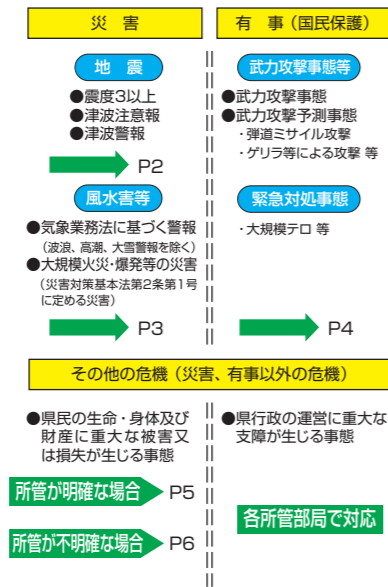 災害
地震
●震度3以上
●津波注意報
●津波警報
P2
風水害等
●気象業務法に基づく警報
(波浪、高潮、大雪警報を除く)
●大規模火災・爆発等の災害
(災害対策基本法第2条第1号
に定める災害)
P3
有事(国民保護)
武力攻撃事態等
●武力攻撃事態
●武力攻撃予測事態
・弾道ミサイル攻撃
・ゲリラ等による攻撃 等
緊急対処事態
・大規模テロ 等
P4
その他の危機(災害、有事以外の危機)
●県民の生命・身体及び
財産に重大な被害又
は損失が生じる事態
所管が明確な場合 P5
所管が不明確な場合 P6
●県行政の運営に重大な
支障が生じる事態
各所管部局で対応